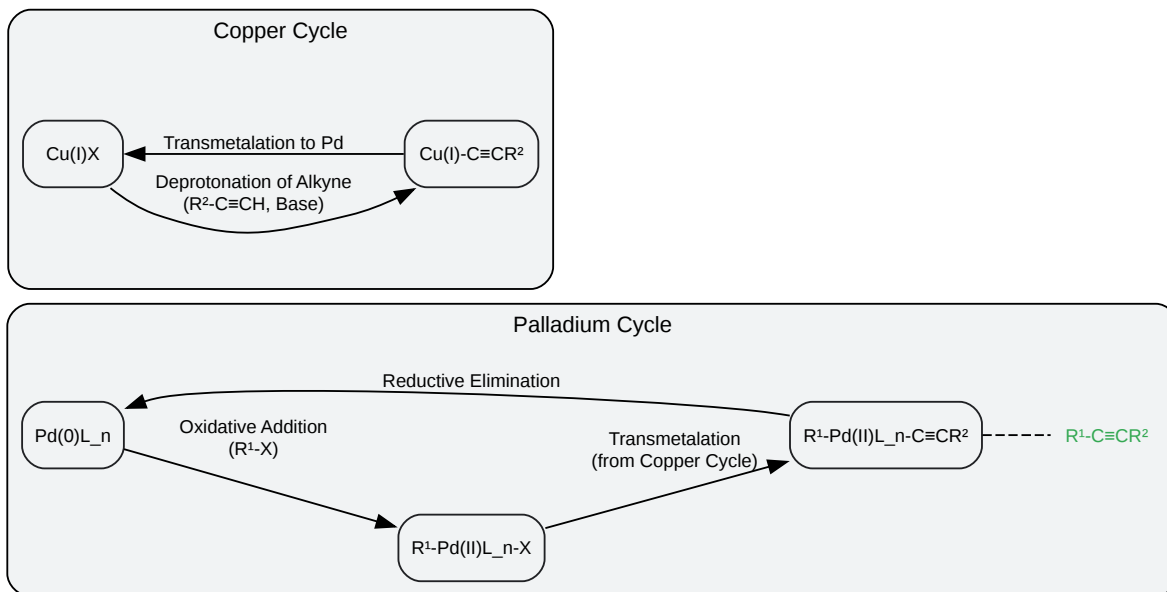 Copper Cycle
Transmetalation to Pd
Cu(I)X
Cu(I)-C≡CR²
Deprotonation of Alkyne
(R²-C≡CH, Base)
Palladium Cycle
Reductive Elimination
Pd(0)L_n
Oxidative Addition
(R¹-X)
Transmetalation
(from Copper Cycle)
R¹-Pd(II)L_n-C≡CR²
R¹-C≡CR²
R¹-Pd(II)L_n-X